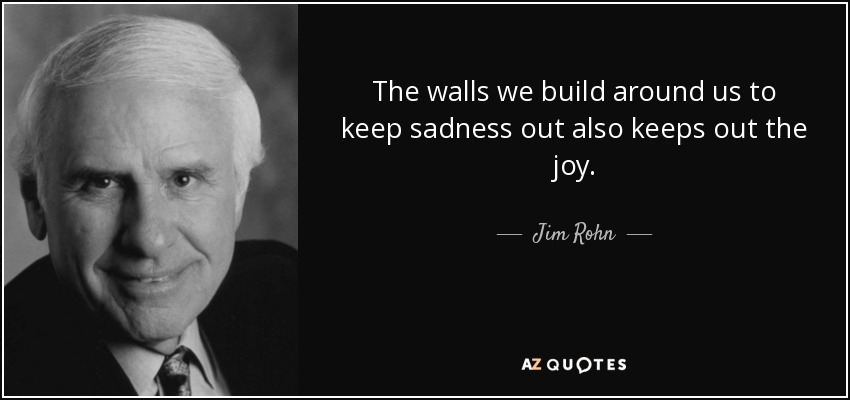 The walls we build around us to
keep sadness out also keeps out the
joy.
Jim Rohn
AZ QUOTES